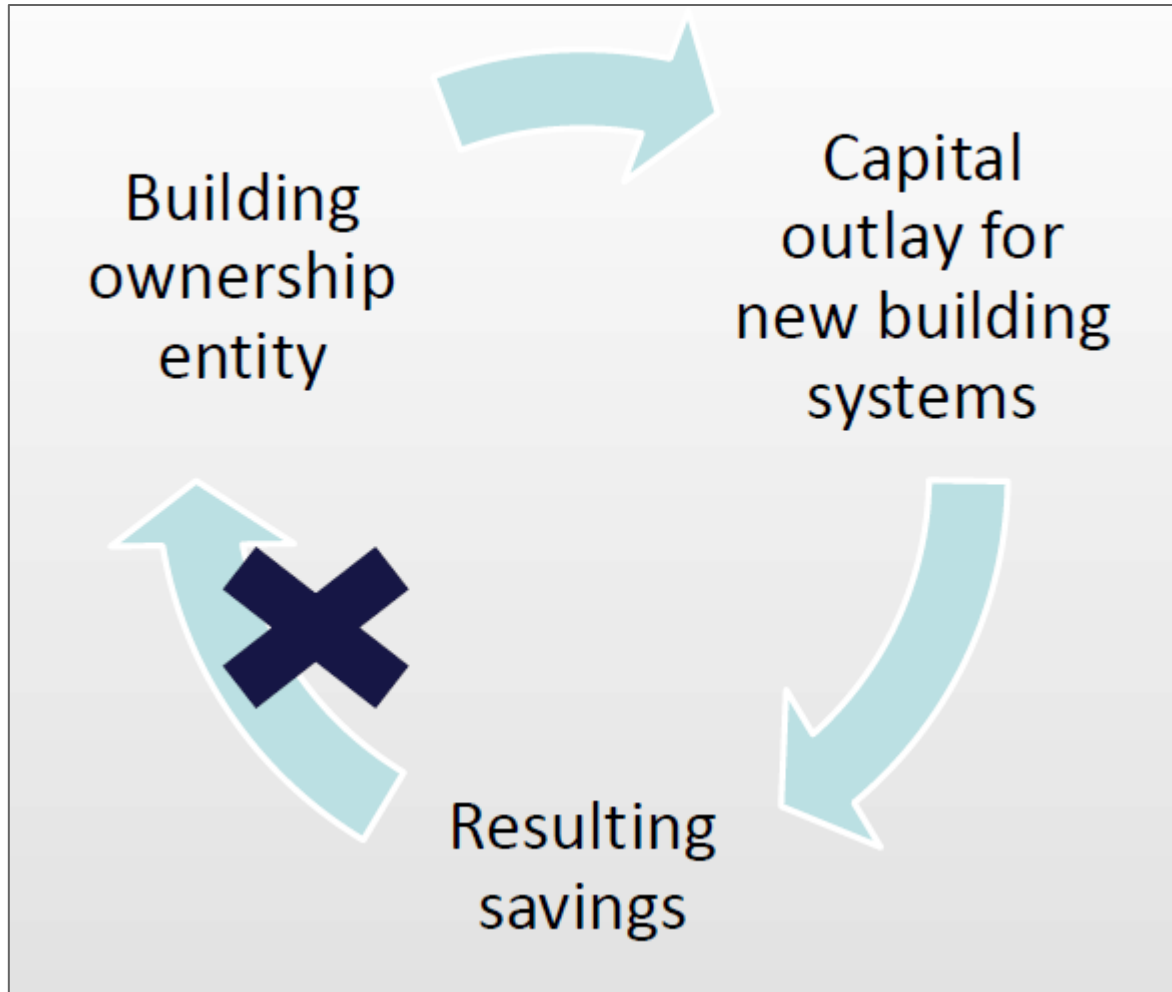 Building
ownership
entity
Capital
outlay for
new building
systems
Resulting
savings